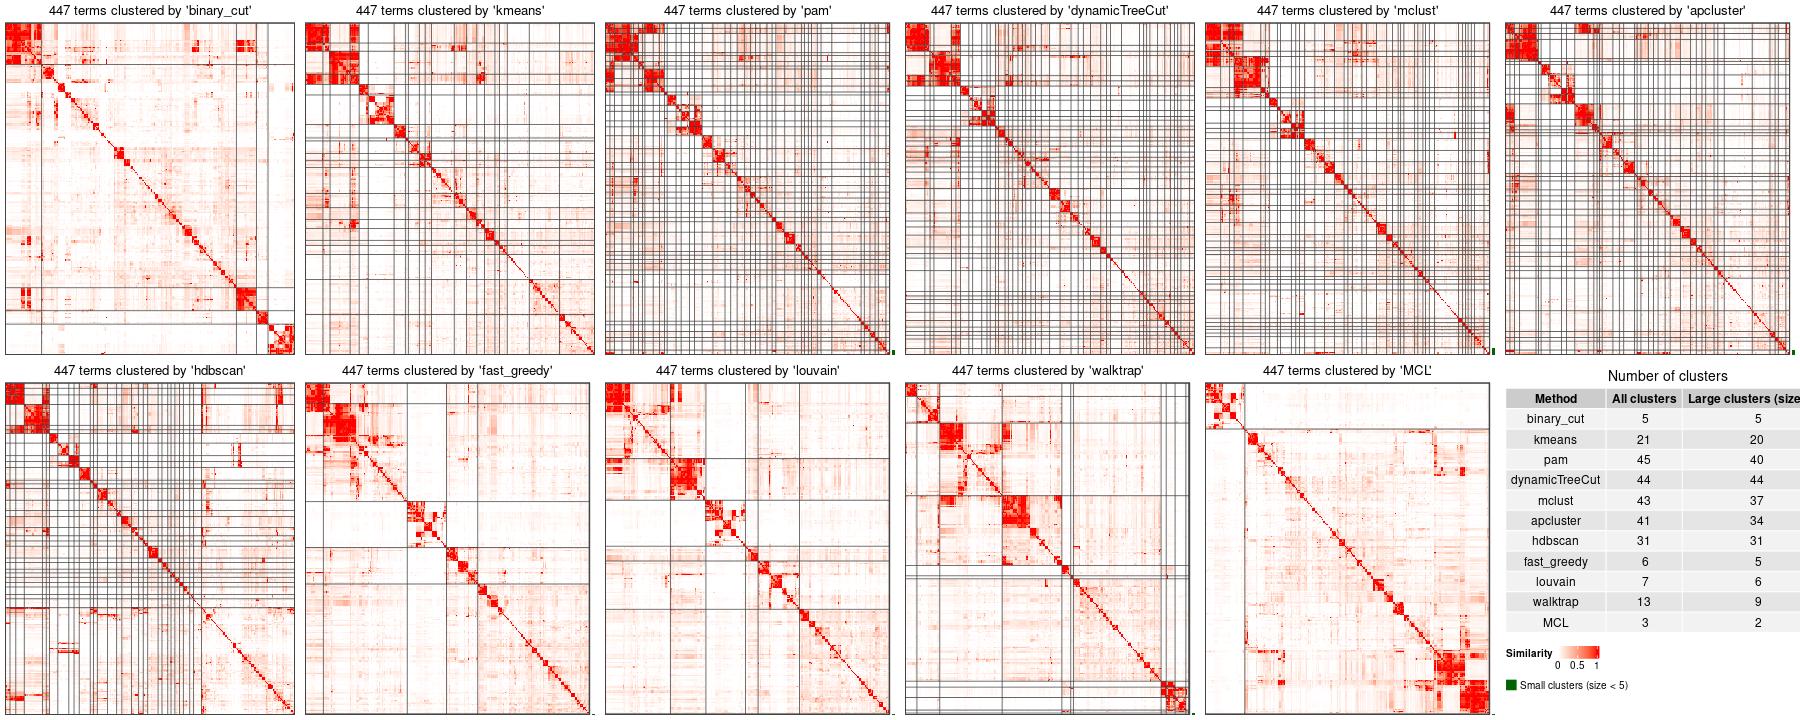 447 terms clustered by 'binary_cut'
447 terms clustered by 'kmeans'
447 terms clustered by 'pam'
447 terms clustered by 'dynamicTreeCut'
447 terms clustered by 'mclust'
447 terms clustered by 'apcluster'
447 terms clustered by 'hdbscan'
447 terms clustered by 'fast_greedy'
447 terms clustered by 'louvain'
447 terms clustered by 'walktrap'
447 terms clustered by 'MCL'
Number of clusters
Method All clusters Large clusters (size
binary_cut 5 5
kmeans 21 20
pam 45 40
dynamicTreeCut 44 44
mclust 43 37
apcluster 41 34
hdbscan 31 31
fast_greedy 6 5
louvain 7 6
walktrap 13 9
MCL 3 2
Similarity
0 0.5 1
Small clusters (size < 5)